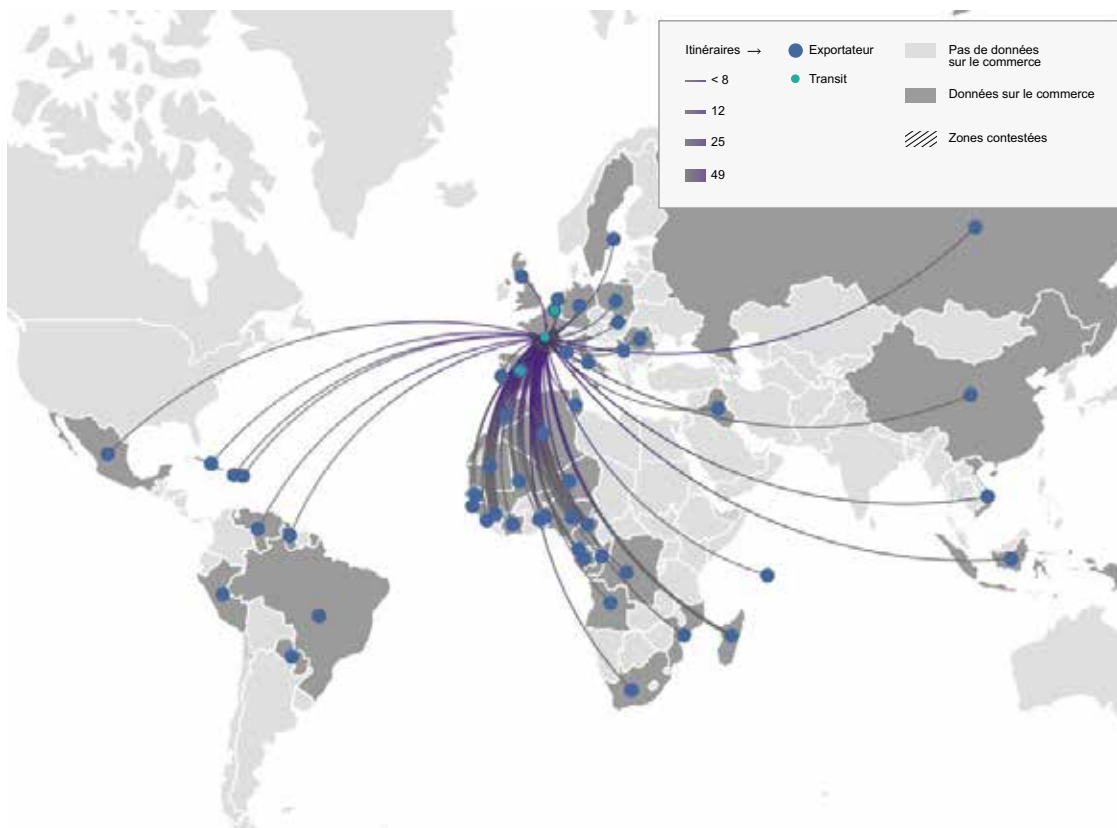 Itinéraires →
< 8
12
25
49
Exportateur
Transit
Pas de données
sur le commerce
Données sur le commerce
Zones contestées